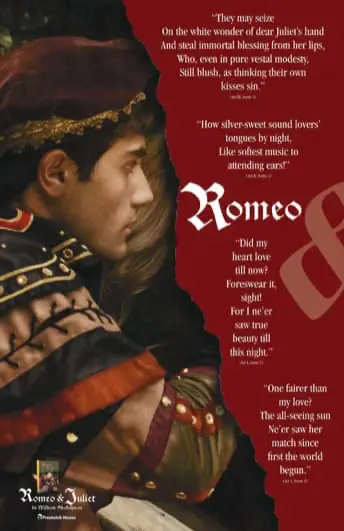 “They may seize
On the white wonder of dear Juliet's hand
And steal immortal blessing from her lips,
Who, even in pure vestal modesty,
Still blush, as thinking their own
kisses sin.”
“How silver-sweet sound lovers'
tongues by night,
Like softest music to
attending ears!”
Romeo
&
“Did my
heart love
till now?
Foreswear it,
sight!
For I ne'er
saw true
beauty till
this night.”
“One fairer than
my love?
The all-seeing sun
Ne'er saw her
match since
first the world
begun.”
Romeo & Juliet
by William Shakespeare
Prestwick House